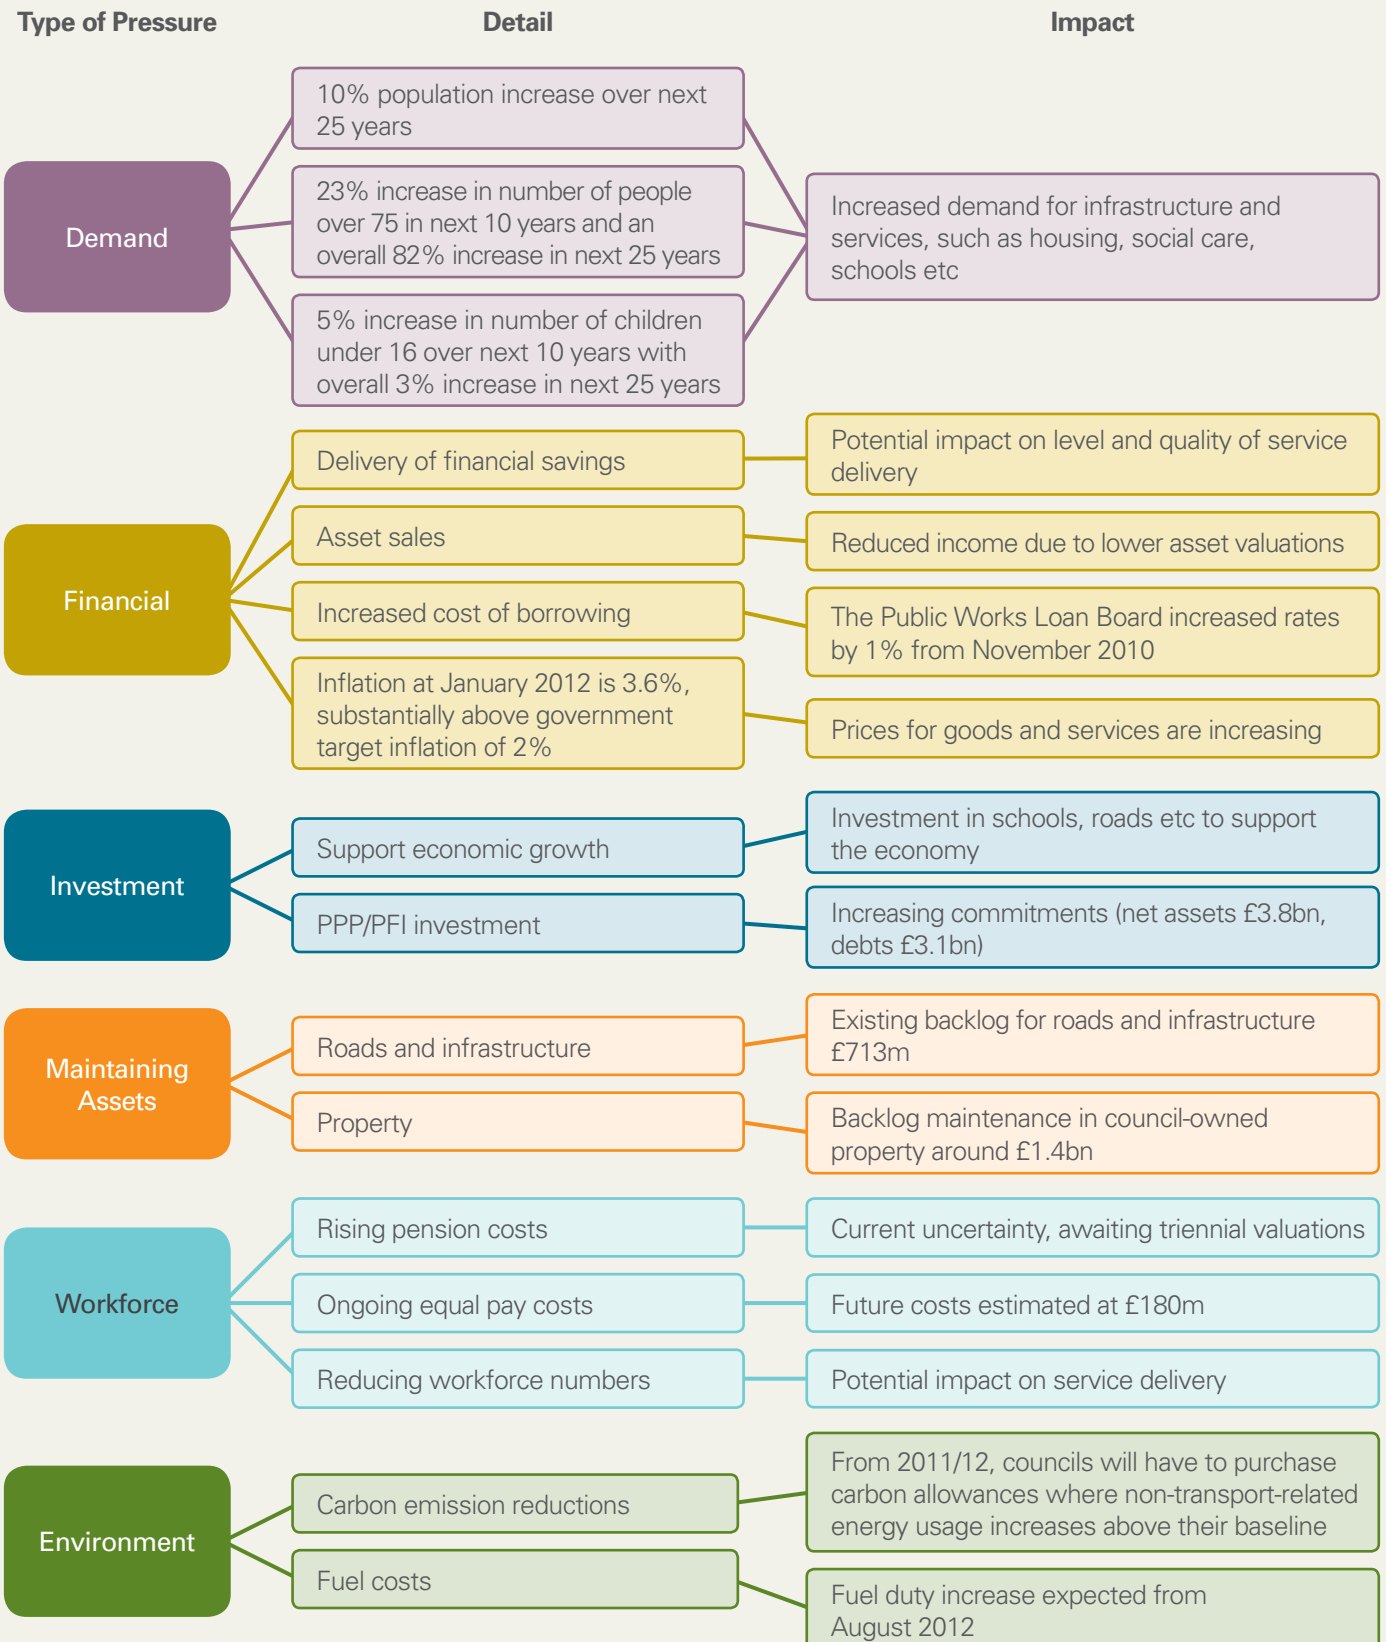 Type of Pressure
Detail
Impact
Demand
10% population increase over next
25 years
23% increase in number of people
over 75 in next 10 years and an
overall 82% increase in next 25 years
5% increase in number of children
under 16 over next 10 years with
overall 3% increase in next 25 years
Increased demand for infrastructure and
services, such as housing, social care,
schools etc
Financial
Delivery of financial savings
Potential impact on level and quality of service
delivery
Asset sales
Reduced income due to lower asset valuations
Increased cost of borrowing
The Public Works Loan Board increased rates
by 1% from November 2010
Inflation at January 2012 is 3.6%,
substantially above government
target inflation of 2%
Prices for goods and services are increasing
Investment
Support economic growth
Investment in schools, roads etc to support
the economy
PPP/PFI investment
Increasing commitments (net assets £3.8bn,
debts £3.1bn)
Maintaining
Assets
Roads and infrastructure
Existing backlog for roads and infrastructure
£713m
Property
Backlog maintenance in council-owned
property around £1.4bn
Workforce
Rising pension costs
Current uncertainty, awaiting triennial valuations
Ongoing equal pay costs
Future costs estimated at £180m
Reducing workforce numbers
Potential impact on service delivery
Environment
Carbon emission reductions
From 2011/12, councils will have to purchase
carbon allowances where non-transport-related
energy usage increases above their baseline
Fuel costs
Fuel duty increase expected from
August 2012